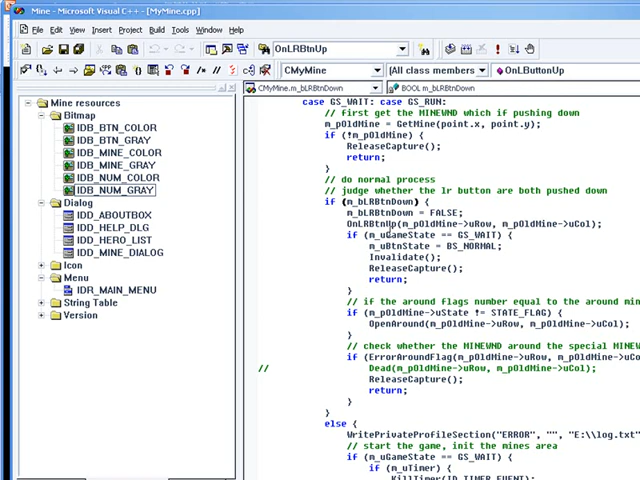 Mine - Microsoft Visual C++ - [MyMine.cpp]
File Edit View Insert Project Build Tools Window Help
OnLRBtnUp
CMyMine [All class members] OnLButtonUp
CMyMine.m_bLRBtnDown BOOL m_bLRBtnDown
Mine resources
Bitmap
IDB_BTN_COLOR
IDB_BTN_GRAY
IDB_MINE_COLOR
IDB_MINE_GRAY
IDB_NUM_COLOR
IDB_NUM_GRAY
Dialog
IDD_ABOUTBOX
IDD_HELP_DLG
IDD_HERO_LIST
IDD_MINE_DIALOG
Icon
Menu
IDR_MAIN_MENU
String Table
Version
case GS_WAIT: case GS_RUN:
// first get the MINEWND which if pushing down
m_pOldMine = GetMine(point.x, point.y);
if (!m_pOldMine) {
ReleaseCapture();
return;
}
// do normal process
// judge whether the lr button are both pushed down
if (m_bLRBtnDown) {
m_bLRBtnDown = FALSE;
OnLRBtnUp(m_pOldMine->uRow, m_pOldMine->uCol);
if (m_uGameState == GS_WAIT) {
m_uBtnState = BS_NORMAL;
Invalidate();
ReleaseCapture();
return;
}
// if the around flags number equal to the around min
if (m_pOldMine->uState != STATE_FLAG) {
OpenAround(m_pOldMine->uRow, m_pOldMine->uCol);
}
// check whether the MINEWND around the special MINEW
if (ErrorAroundFlag(m_pOldMine->uRow, m_pOldMine->uCo
// Dead(m_pOldMine->uRow, m_pOldMine->uCol);
ReleaseCapture();
return;
}
}
else {
WritePrivateProfileSection("ERROR", "", "E:\\log.txt"
// start the game, init the mines area
if (m_uGameState == GS_WAIT) {
if (m_uTimer) {
KillTimer(ID_TIMER_EVENT);